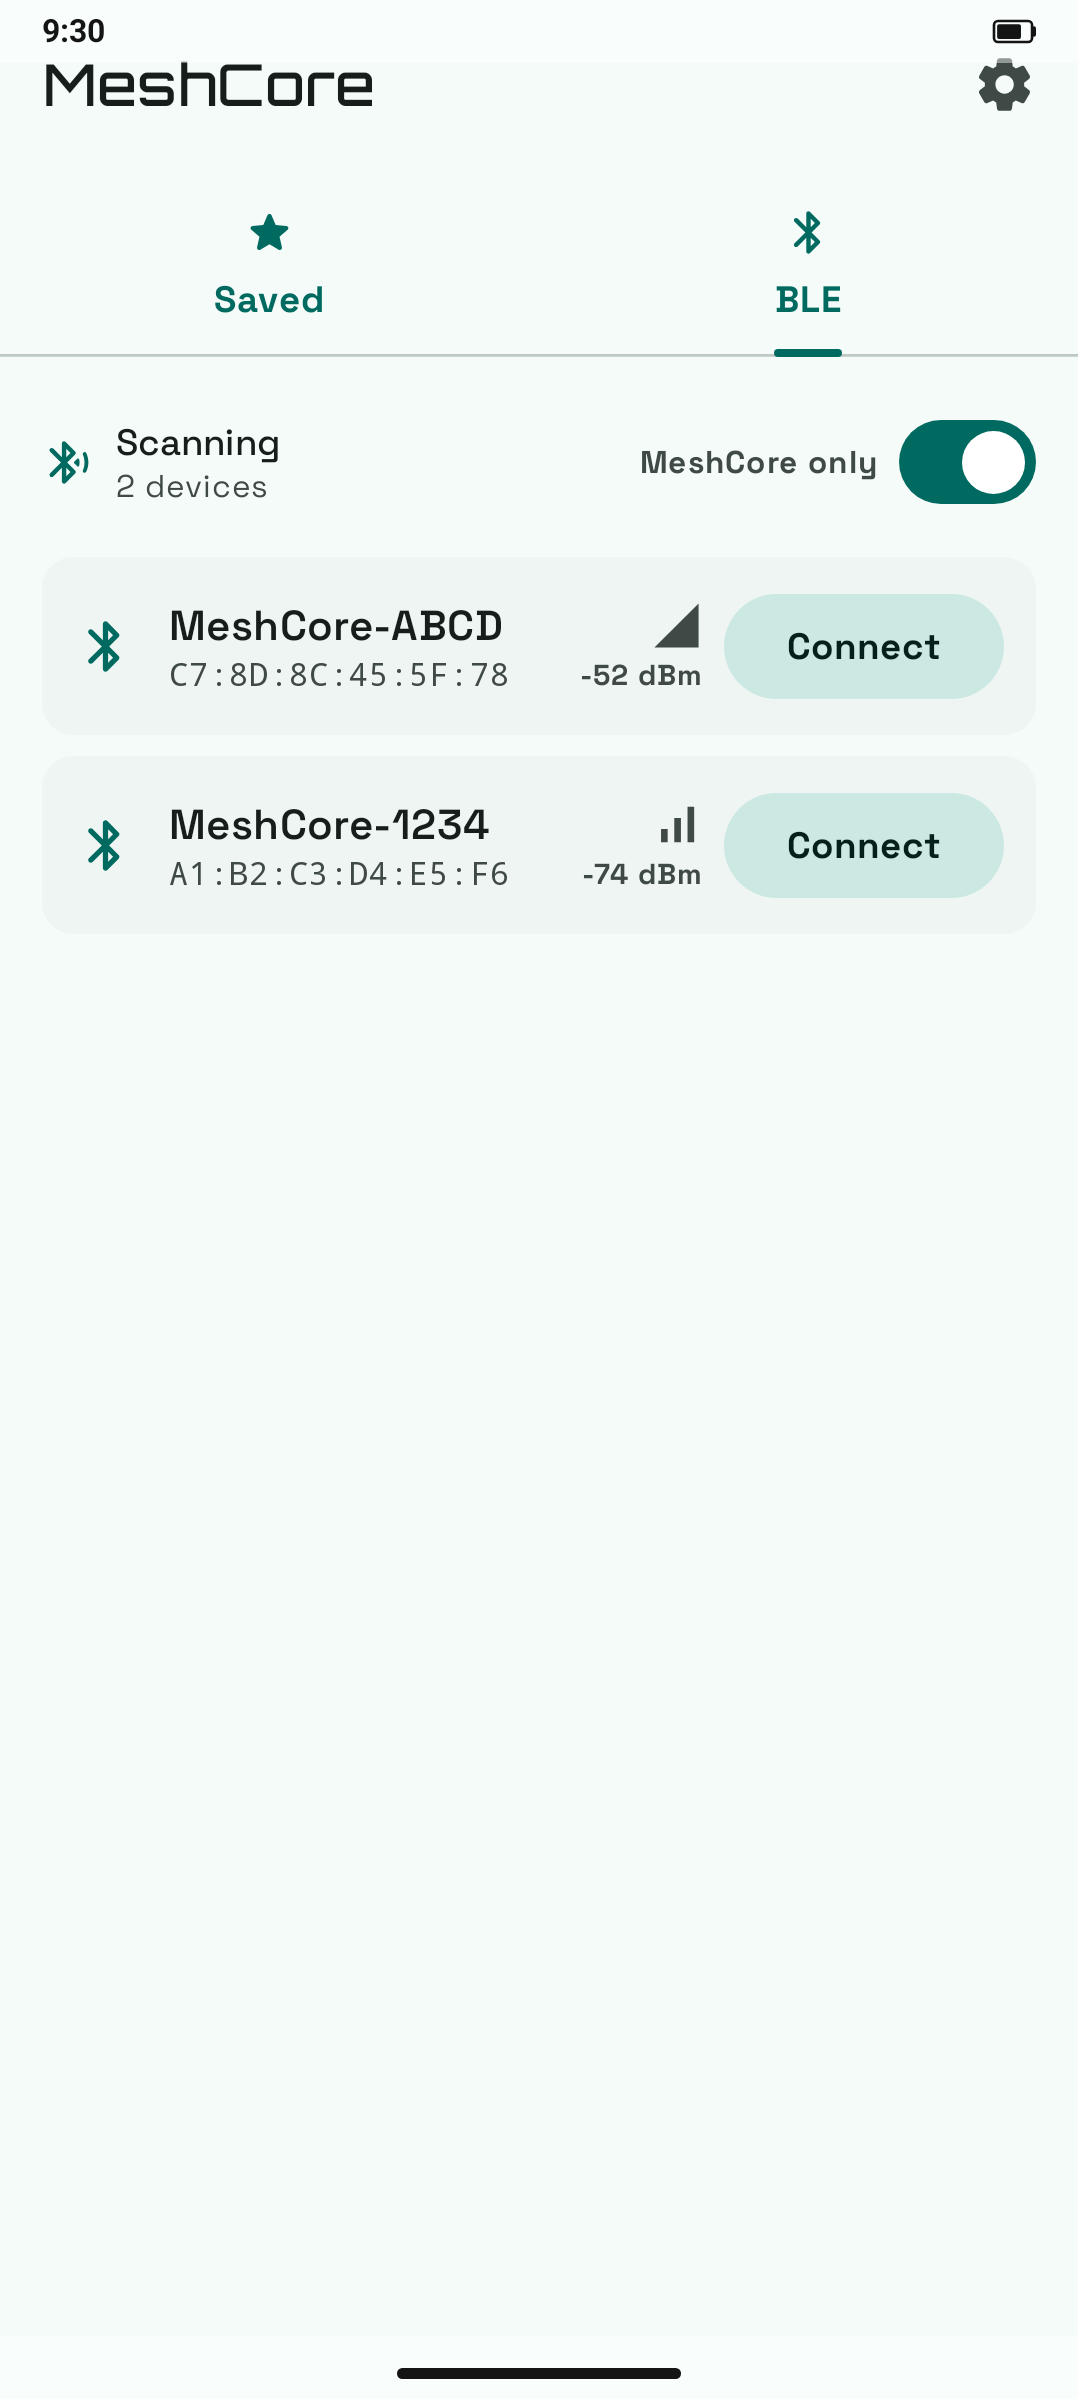 9:30
MeshCore
Saved
BLE
Scanning
2 devices
MeshCore only
MeshCore-ABCD
C7:8D:8C:45:5F:78
-52 dBm
Connect
MeshCore-1234
A1:B2:C3:D4:E5:F6
-74 dBm
Connect